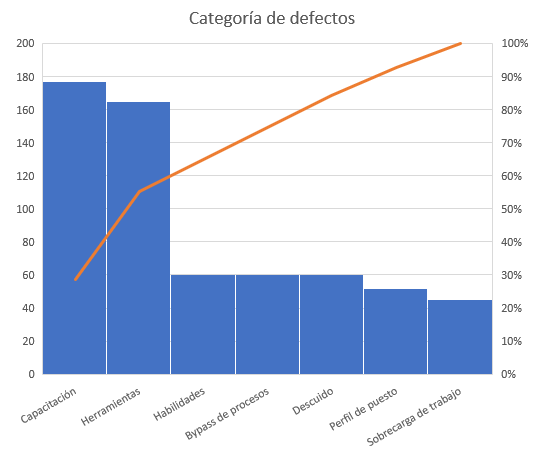 Categoría de defectos
200
180
160
140
120
100
80
60
40
20
0
100%
90%
80%
70%
60%
50%
40%
30%
20%
10%
0%
Capacitación
Herramientas
Habilidades
Bypass de procesos
Descuido
Perfil de puesto
Sobrecarga de trabajo